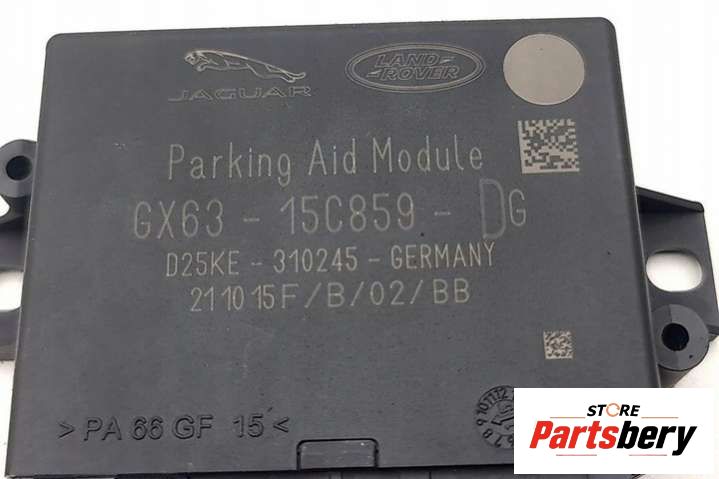 JAGUAR
LAND
ROVER
Parking Aid Module
GX63 - 15C859 - DG
D25KE - 310245 - GERMANY
211015F/B/02/BB
>PA 66 GF 15<
STORE
Partsbery